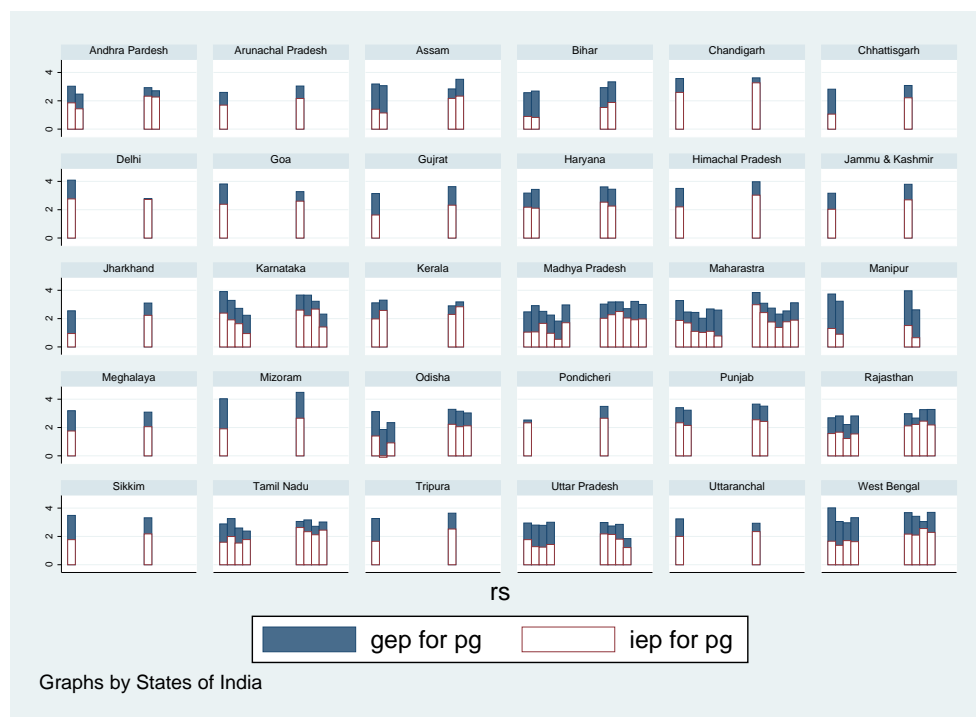 Andhra Pardesh Arunachal Pradesh Assam Bihar Chandigarh Chhattisgarh
4
2
0
Delhi Goa Gujrat Haryana Himachal Pradesh Jammu & Kashmir
4
2
0
Jharkhand Karnataka Kerala Madhya Pradesh Maharastra Manipur
4
2
0
Meghalaya Mizoram Odisha Pondicheri Punjab Rajasthan
4
2
0
Sikkim Tamil Nadu Tripura Uttar Pradesh Uttaranchal West Bengal
4
2
0
rs
gep for pg iep for pg
Graphs by States of India